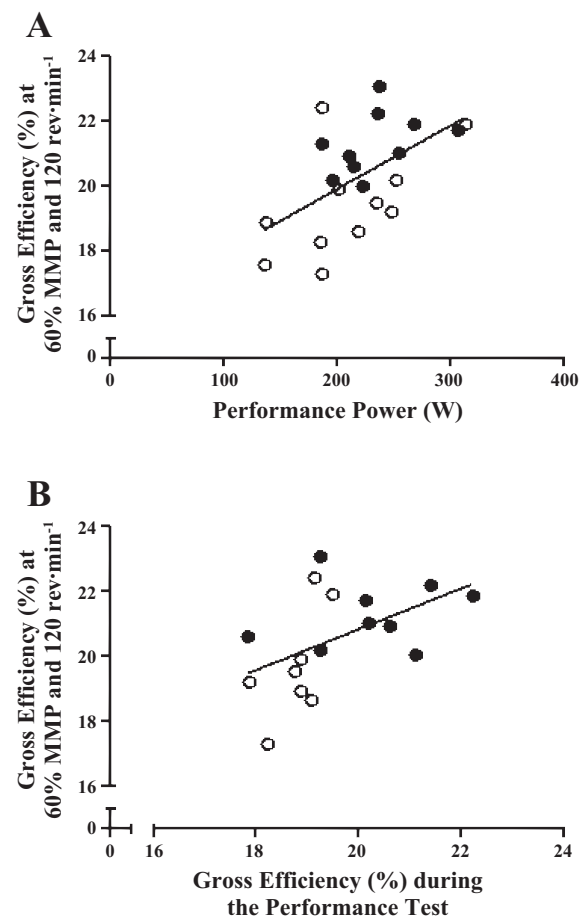 A
Gross Efficiency (%) at
60% MMP and 120 rev·min⁻¹
24
22
20
18
16
0
0
100
200
300
400
Performance Power (W)
B
Gross Efficiency (%) at
60% MMP and 120 rev·min⁻¹
24
22
20
18
16
0
0
16
18
20
22
24
Gross Efficiency (%) during
the Performance Test